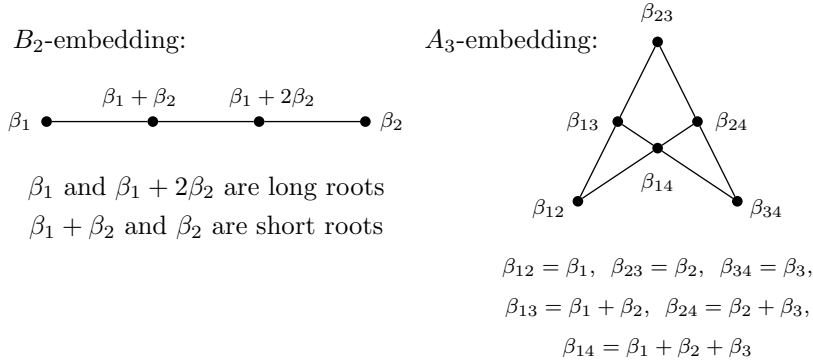 B₂-embedding:
β₁
β₁ + β₂
β₁ + 2β₂
β₂
β₁ and β₁ + 2β₂ are long roots
β₁ + β₂ and β₂ are short roots
A₃-embedding:
β₂₃
β₁₃
β₂₄
β₁₄
β₁₂
β₃₄
β₁₂ = β₁, β₂₃ = β₂, β₃₄ = β₃,
β₁₃ = β₁ + β₂, β₂₄ = β₂ + β₃,
β₁₄ = β₁ + β₂ + β₃